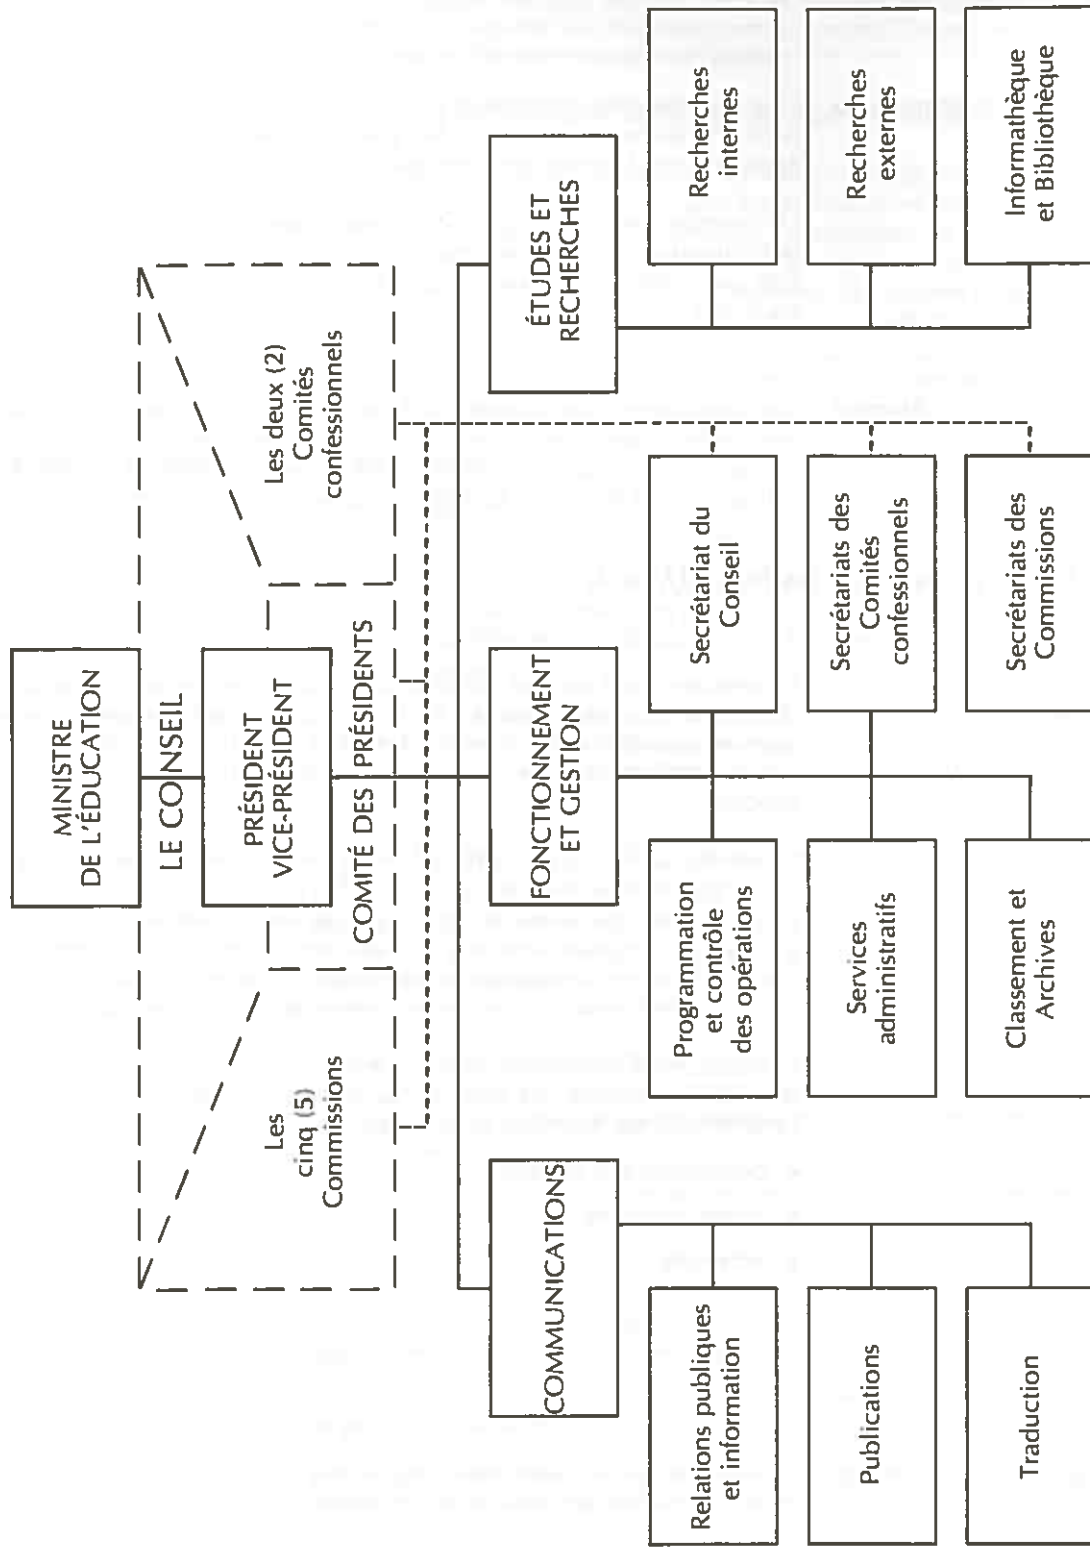 MINISTRE
DE L'ÉDUCATION
LE CONSEIL
PRÉSIDENT
VICE-PRÉSIDENT
Les
cinq (5)
Commissions
COMITÉ DES PRÉSIDENTS
Les deux (2)
Comités
confessionnels
COMMUNICATIONS
FONCTIONNEMENT
ET GESTION
ÉTUDES ET
RECHERCHES
Relations publiques
et information
Publications
Traduction
Programmation
et contrôle
des opérations
Services
administratifs
Classement et
Archives
Secrétariat du
Conseil
Secrétariats des
Comités
confessionnels
Secrétariats des
Commissions
Recherches
internes
Recherches
externes
Informathèque
et Bibliothèque